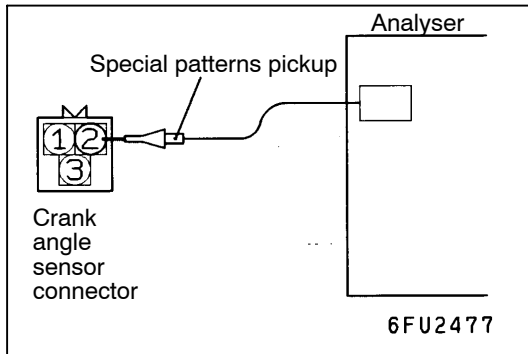 Analyser
Special patterns pickup
1 2
3
Crank
angle
sensor
connector
6FU2477